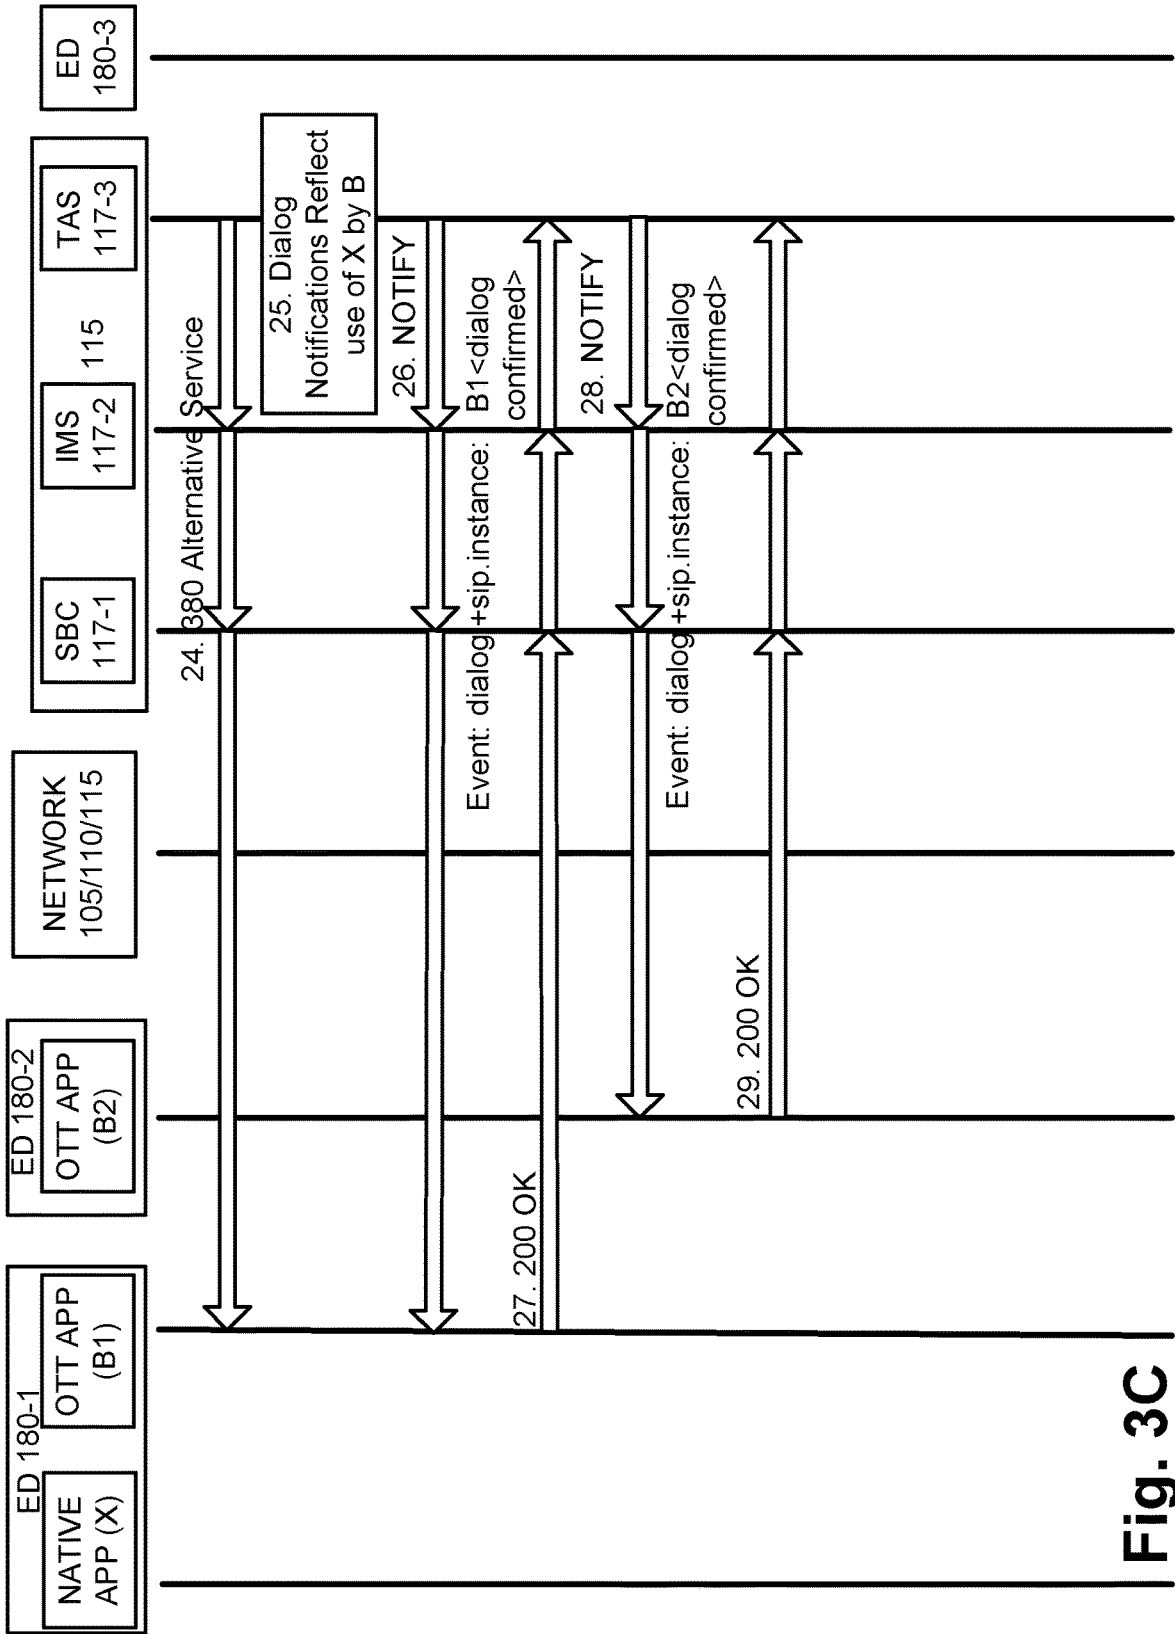 ED 180-1
NATIVE
APP (X)
OTT APP
(B1)
ED 180-2
OTT APP
(B2)
NETWORK
105/110/115
SBC
117-1
IMS
117-2
115
TAS
117-3
ED
180-3
24. 380 Alternative Service
25. Dialog
Notifications Reflect
use of X by B
26. NOTIFY
Event: dialog +sip.instance: B1<dialog
confirmed>
27. 200 OK
28. NOTIFY
Event: dialog +sip.instance: B2<dialog
confirmed>
29. 200 OK
Fig. 3C